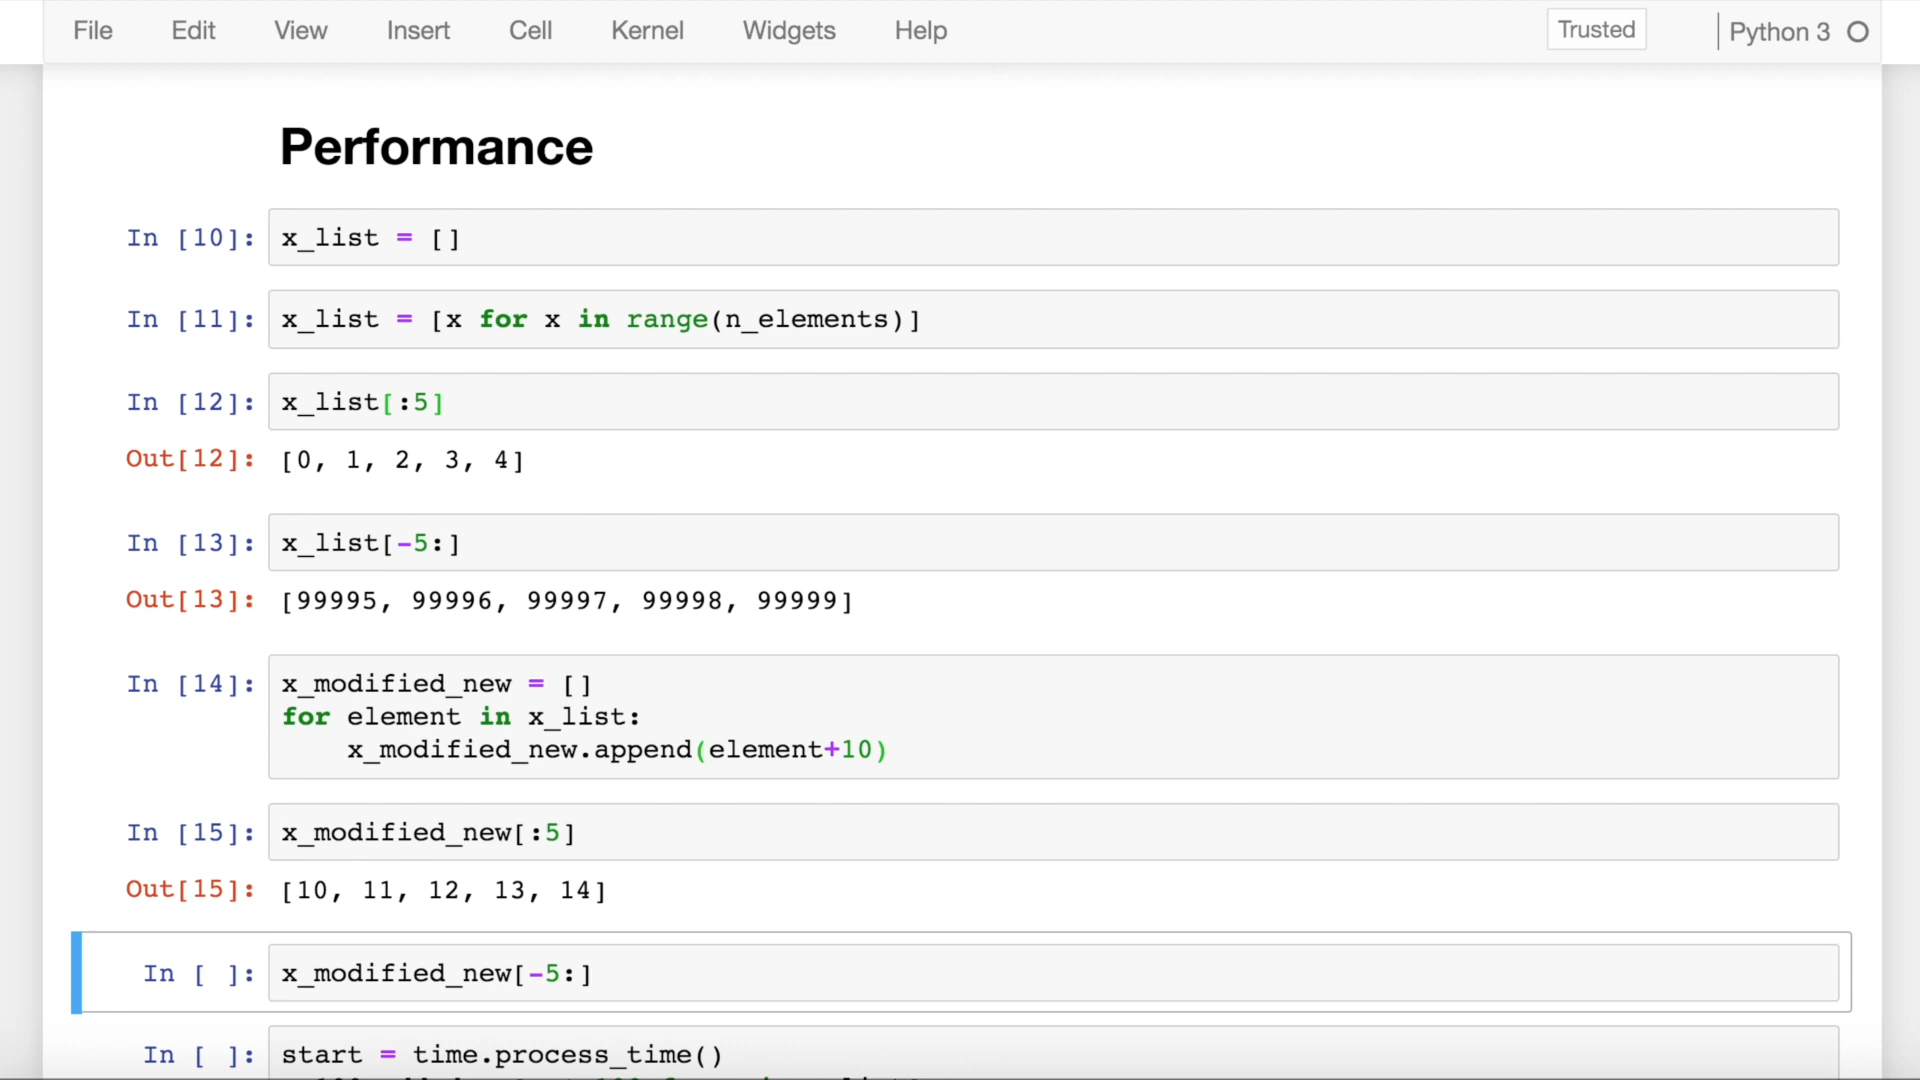 File Edit View Insert Cell Kernel Widgets Help Trusted Python 3
Performance
In [10]: x_list = []
In [11]: x_list = [x for x in range(n_elements)]
In [12]: x_list[:5]
Out[12]: [0, 1, 2, 3, 4]
In [13]: x_list[-5:]
Out[13]: [99995, 99996, 99997, 99998, 99999]
In [14]: x_modified_new = []
for element in x_list:
    x_modified_new.append(element+10)
In [15]: x_modified_new[:5]
Out[15]: [10, 11, 12, 13, 14]
In [ ]: x_modified_new[-5:]
In [ ]: start = time.process_time()